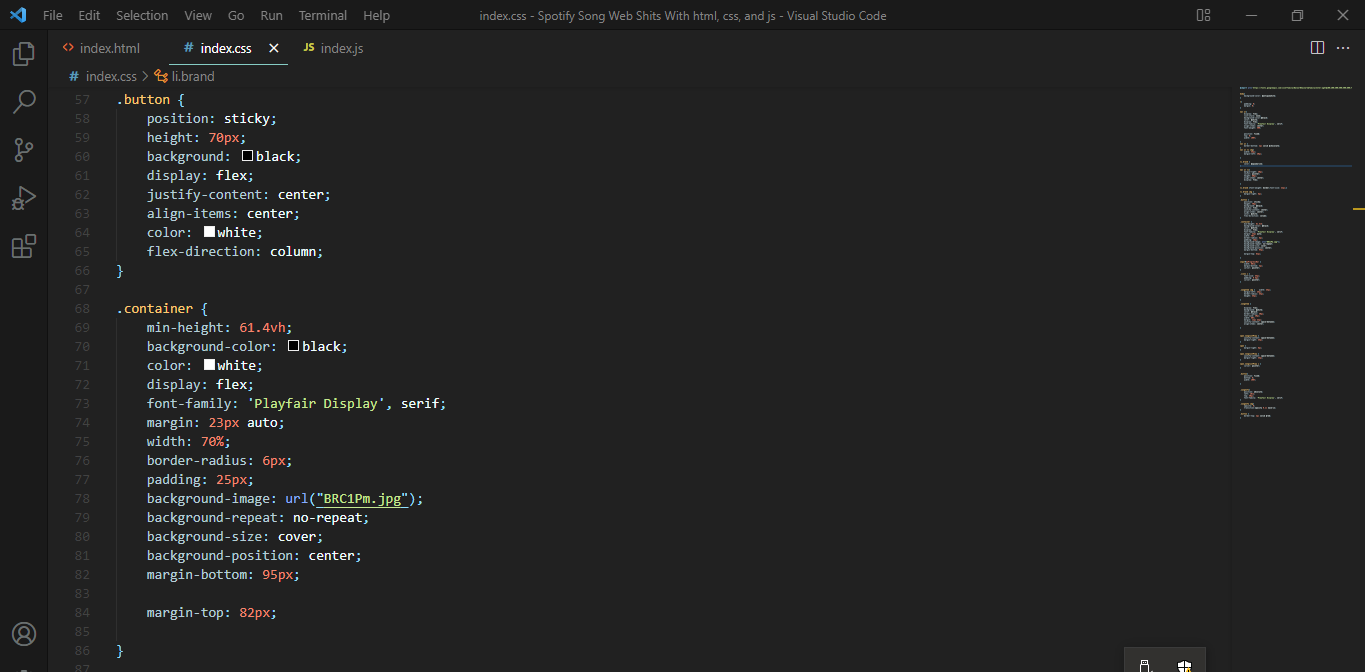 File Edit Selection View Go Run Terminal Help index.css - Spotify Song Web Shits With html, css, and js - Visual Studio Code
<> index.html # index.css JS index.js
# index.css > li.brand
57 .button {
58 position: sticky;
59 height: 70px;
60 background: black;
61 display: flex;
62 justify-content: center;
63 align-items: center;
64 color: white;
65 flex-direction: column;
66 }
67
68 .container {
69 min-height: 61.4vh;
70 background-color: black;
71 color: white;
72 display: flex;
73 font-family: 'Playfair Display', serif;
74 margin: 23px auto;
75 width: 70%;
76 border-radius: 6px;
77 padding: 25px;
78 background-image: url("BRC1Pm.jpg");
79 background-repeat: no-repeat;
80 background-size: cover;
81 background-position: center;
82 margin-bottom: 95px;
83
84 margin-top: 82px;
85
86 }
87